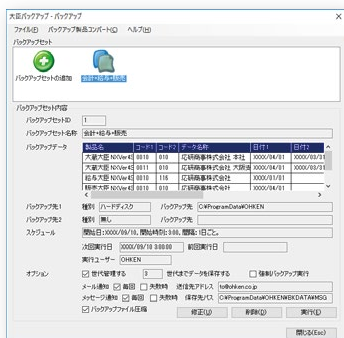 大臣バックアップ - バックアップ
ファイル(F) バックアップ製品コンバート(C) ヘルプ(H)
バックアップセット
バックアップセットの追加 会計+給与+販売
バックアップセット内容
バックアップセットID 1
バックアップセット名称 会計+給与+販売
バックアップデータ
製品名 コード1 コード2 データ名称 日付1 日付2
大蔵大臣 NXVer4 0010 010 応研商事株式会社 本社 XXXX/04/01 XXXX/03/31
大蔵大臣 NXVer4 0011 010 応研商事株式会社 大阪支 XXXX/04/01 XXXX/03/31
給与大臣 NXVer4 0010 116 応研商事株式会社 XXXX/01/01
販売大臣 NXVer4 0010 010 応研商事株式会社 XXXX/04/01
バックアップ先1 種別 ハードディスク バックアップ先 C:¥ProgramData¥OHKEN
バックアップ先2 種別 無し バックアップ先
スケジュール 開始日:XXXX/09/10, 開始時刻:3:00, 間隔:1日ごと。
次回実行日 XXXX/09/10 3:00:00 前回実行日
実行ユーザー OHKEN
オプション 世代管理する 3 世代までデータを保存する 強制バックアップ実行
メール通知 毎回 失敗時 送信先アドレス to@ohken.co.jp
メッセージ通知 毎回 失敗時 保存先パス C:¥ProgramData¥OHKEN¥BKDATA¥MSG
バックアップファイル圧縮 修正(U) 削除(D) 実行(E)
閉じる(Esc)